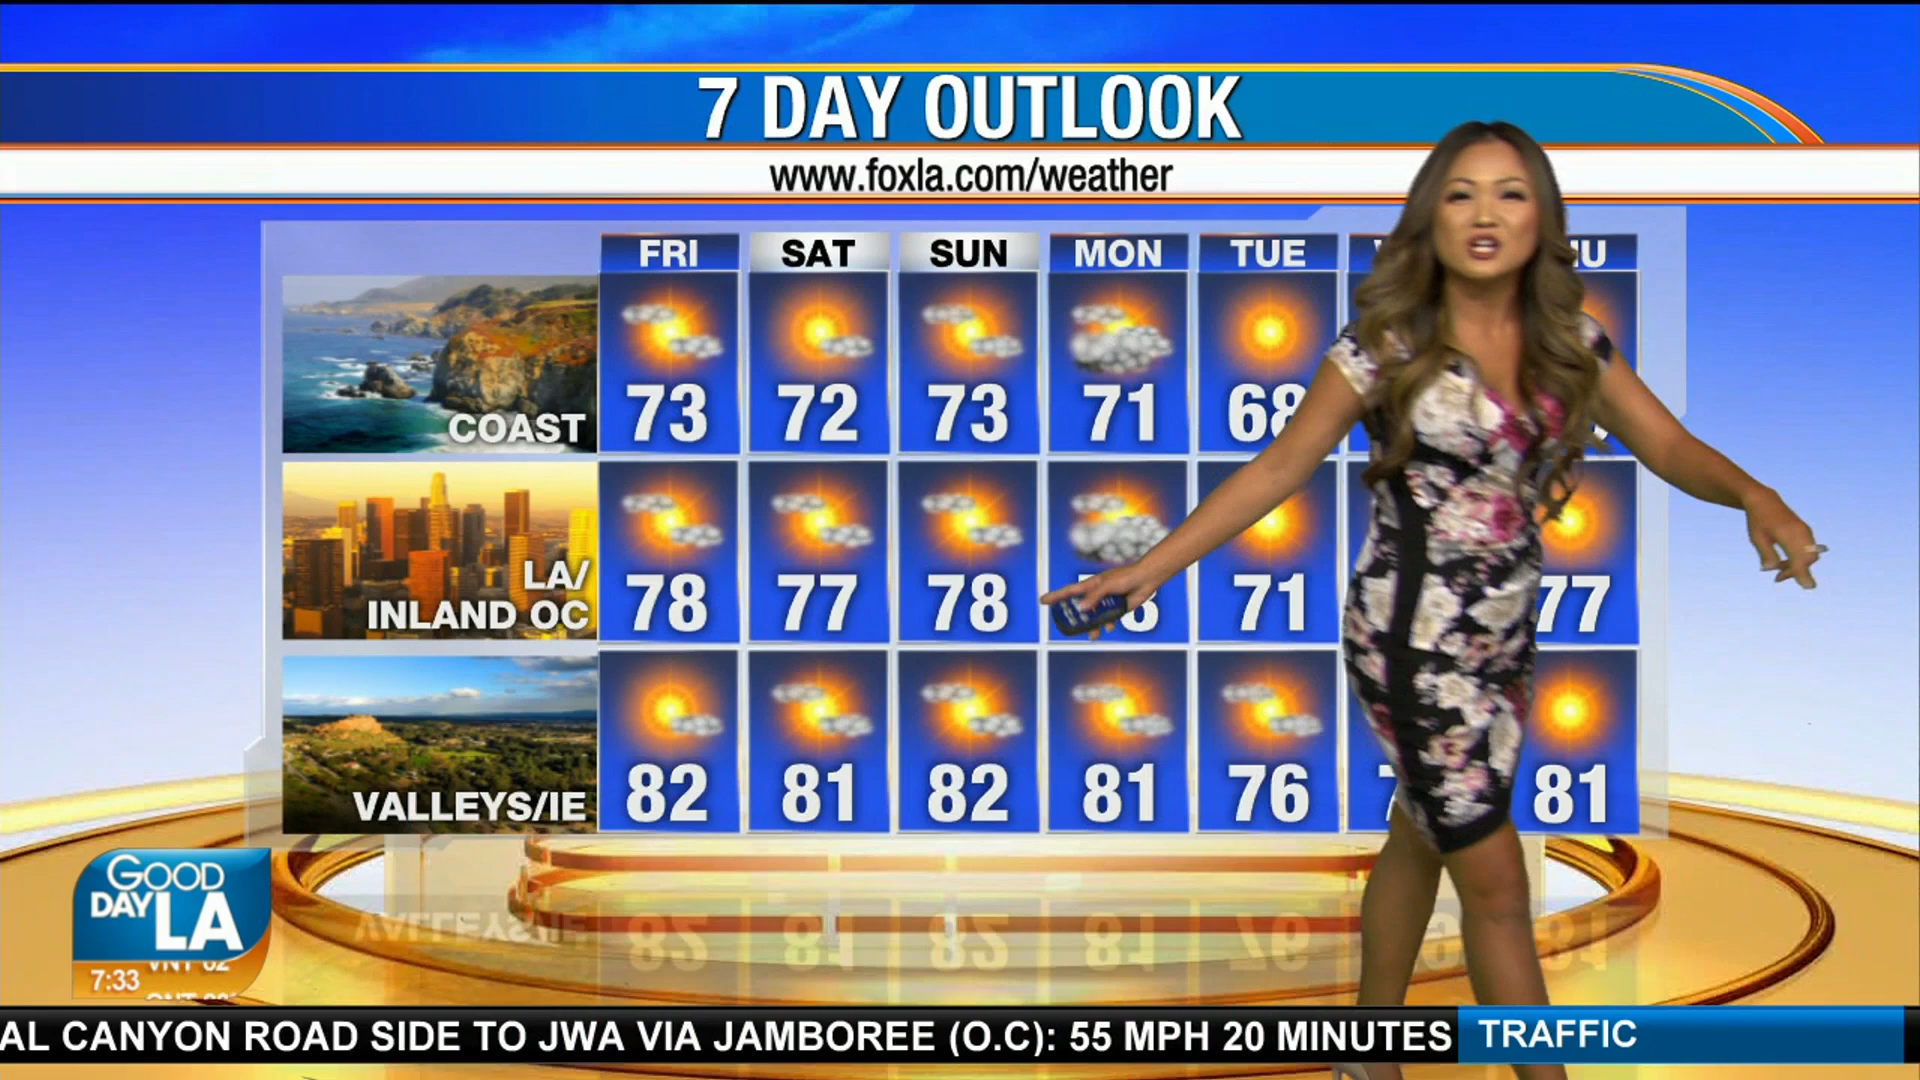 7 DAY OUTLOOK
www.foxla.com/weather
FRI SAT SUN MON TUE
COAST 73 72 73 71
LA/
INLAND OC 78 77 78 71 77
VALLEYS/IE 82 81 82 81 76 81
GOOD
DAY LA
7:33
CANYON ROAD SIDE TO JWA VIA JAMBOREE (O.C): 55 MPH 20 MINUTES TRAFFIC